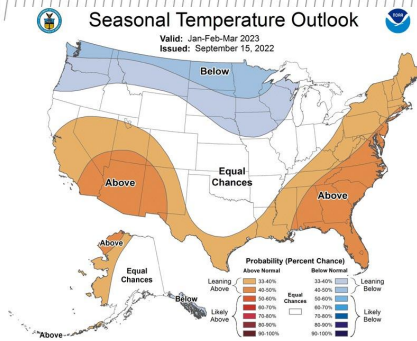 Seasonal Temperature Outlook
NOAA
Valid: Jan-Feb-Mar 2023
Issued: September 15, 2022
Below
Above
Equal
Chances
Above
Above
Equal
Chances
Below
Above
Probability (Percent Chance)
Above Normal Below Normal
Leaning
Above
33-40% 33-40%
40-50% 40-50%
Leaning
Below
Likely
Above
50-60% 50-60%
60-70% 60-70%
70-80% 70-80%
80-90% 80-90%
90-100% 90-100%
Likely
Below
Equal
Chances